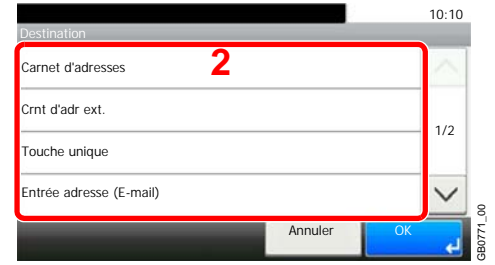 10:10
Destination
Carnet d'adresses
2
Crnt d'adr ext.
1/2
Touche unique
Entrée adresse (E-mail)
Annuler
OK
GB0771_00